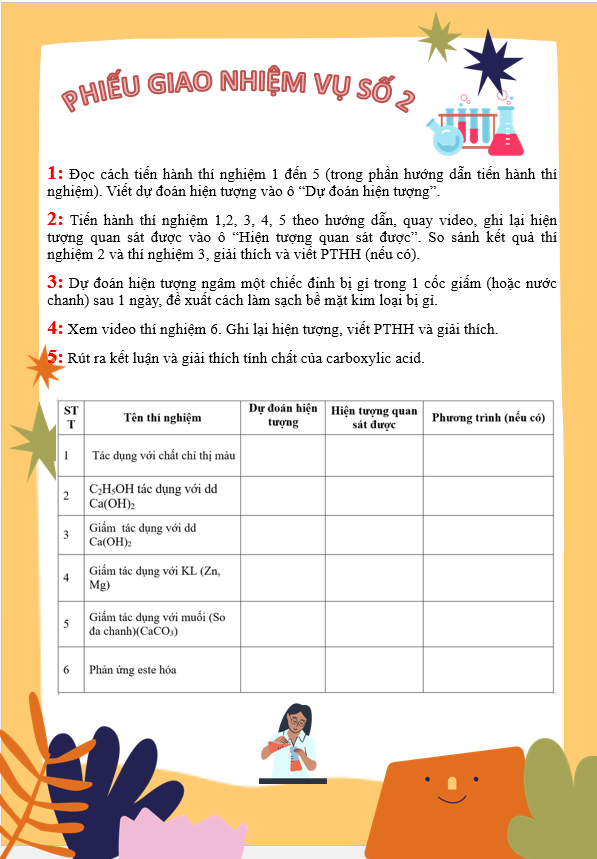 PHIẾU GIAO NHIỆM VỤ SỐ 2
1: Đọc cách tiến hành thí nghiệm 1 đến 5 (trong phần hướng dẫn tiến hành thí
nghiệm). Viết dự đoán hiện tượng vào ô “Dự đoán hiện tượng”.
2: Tiến hành thí nghiệm 1,2, 3, 4, 5 theo hướng dẫn, quay video, ghi lại hiện
tượng quan sát được vào ô “Hiện tượng quan sát được”. So sánh kết quả thí
nghiệm 2 và thí nghiệm 3, giải thích và viết PTHH (nếu có).
3: Dự đoán hiện tượng ngâm một chiếc đinh bị gỉ trong 1 cốc giấm (hoặc nước
chanh) sau 1 ngày, đề xuất cách làm sạch bề mặt kim loại bị gỉ.
4: Xem video thí nghiệm 6. Ghi lại hiện tượng, viết PTHH và giải thích.
5: Rút ra kết luận và giải thích tính chất của carboxylic acid.
ST
T
Tên thí nghiệm
Dự đoán hiện
tượng
Hiện tượng quan
sát được
Phương trình (nếu có)
1
Tác dụng với chất chỉ thị màu
2
C₂H₅OH tác dụng với dd
Ca(OH)₂
3
Giấm tác dụng với dd
Ca(OH)₂
4
Giấm tác dụng với KL (Zn,
Mg)
5
Giấm tác dụng với muối (So
đa chanh)(CaCO₃)
6
Phản ứng este hóa